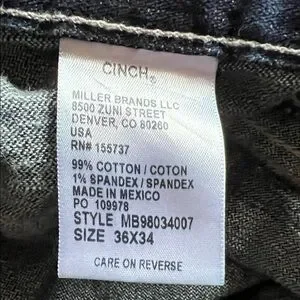 CINCH®
MILLER BRANDS LLC
8500 ZUNI STREET
DENVER, CO 80260
USA
RN# 155737
99% COTTON / COTON
1% SPANDEX / SPANDEX
MADE IN MEXICO
PO 109978
STYLE MB98034007
SIZE 36X34
CARE ON REVERSE